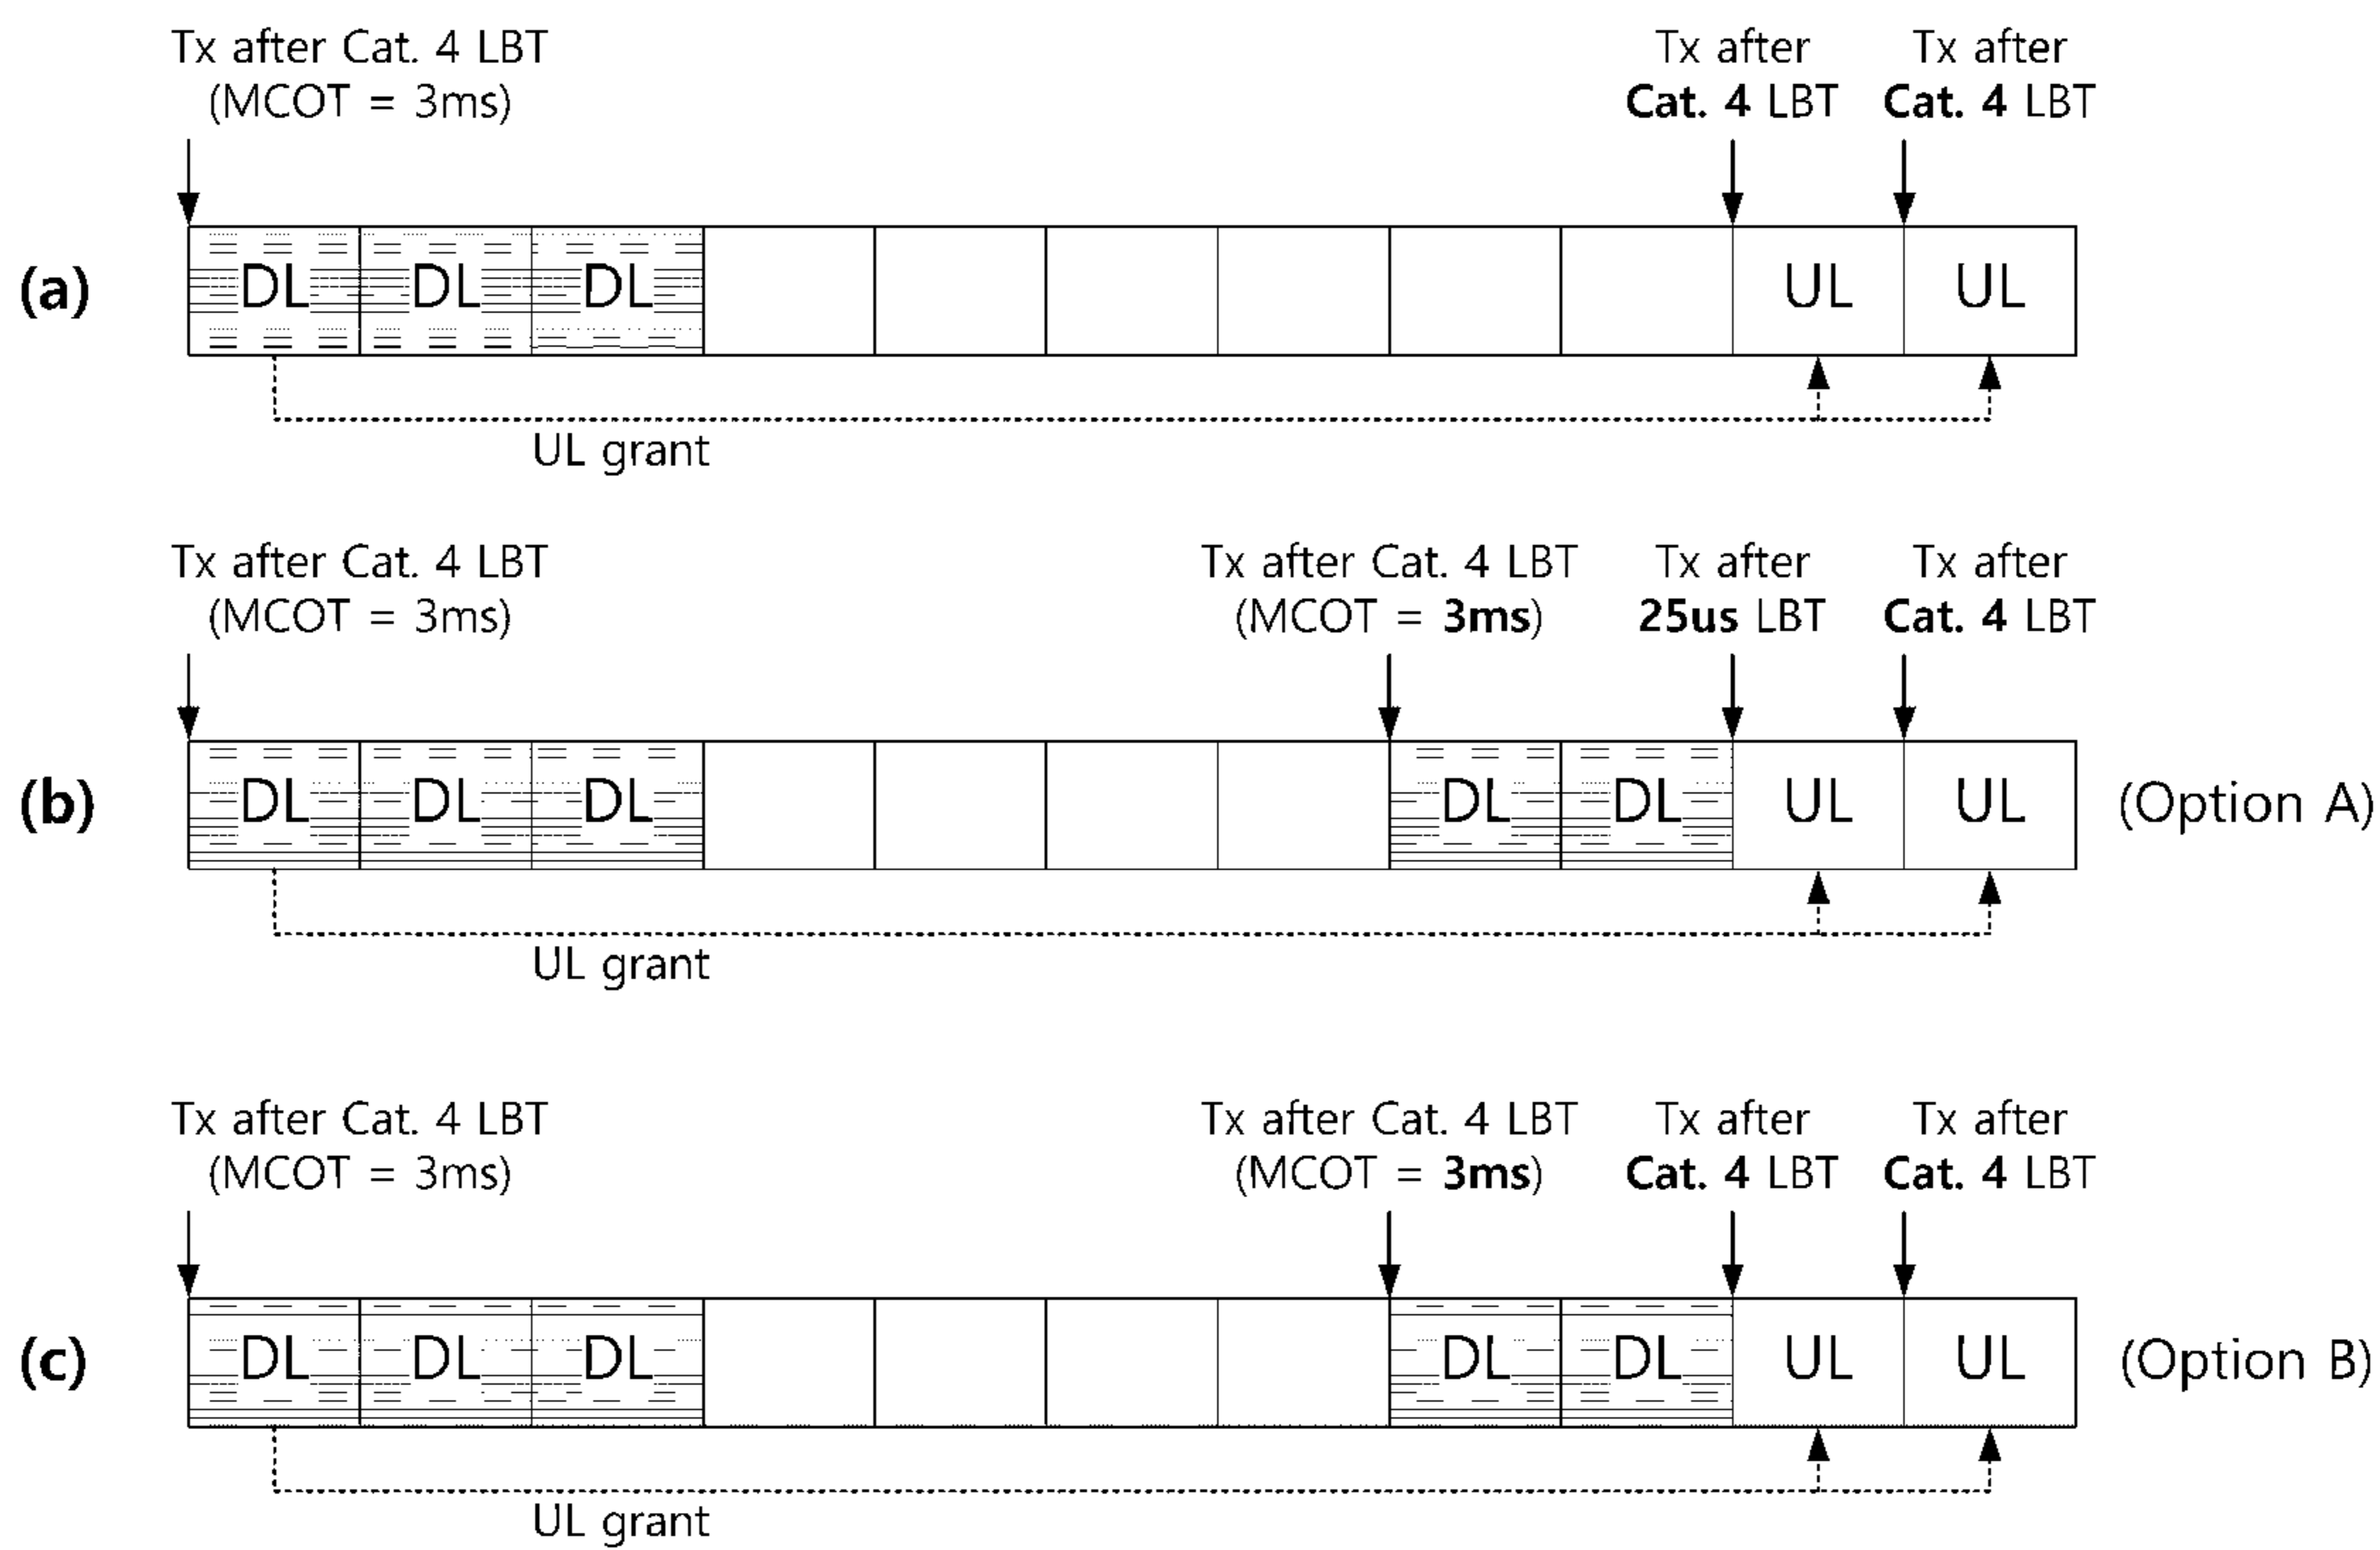 Tx after Cat. 4 LBT
(MCOT = 3ms)
Tx after
Cat. 4 LBT
Tx after
Cat. 4 LBT
(a)
DL
DL
DL
UL
UL
UL grant
Tx after Cat. 4 LBT
(MCOT = 3ms)
Tx after Cat. 4 LBT
(MCOT = 3ms)
Tx after
25us LBT
Tx after
Cat. 4 LBT
(b)
DL
DL
DL
DL
DL
UL
UL
(Option A)
UL grant
Tx after Cat. 4 LBT
(MCOT = 3ms)
Tx after Cat. 4 LBT
(MCOT = 3ms)
Tx after
Cat. 4 LBT
Tx after
Cat. 4 LBT
(c)
DL
DL
DL
DL
DL
UL
UL
(Option B)
UL grant